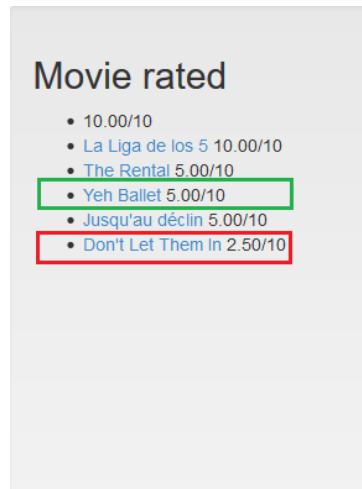 Movie rated
10.00/10
La Liga de los 5 10.00/10
The Rental 5.00/10
Yeh Ballet 5.00/10
Jusqu'au déclin 5.00/10
Don't Let Them In 2.50/10